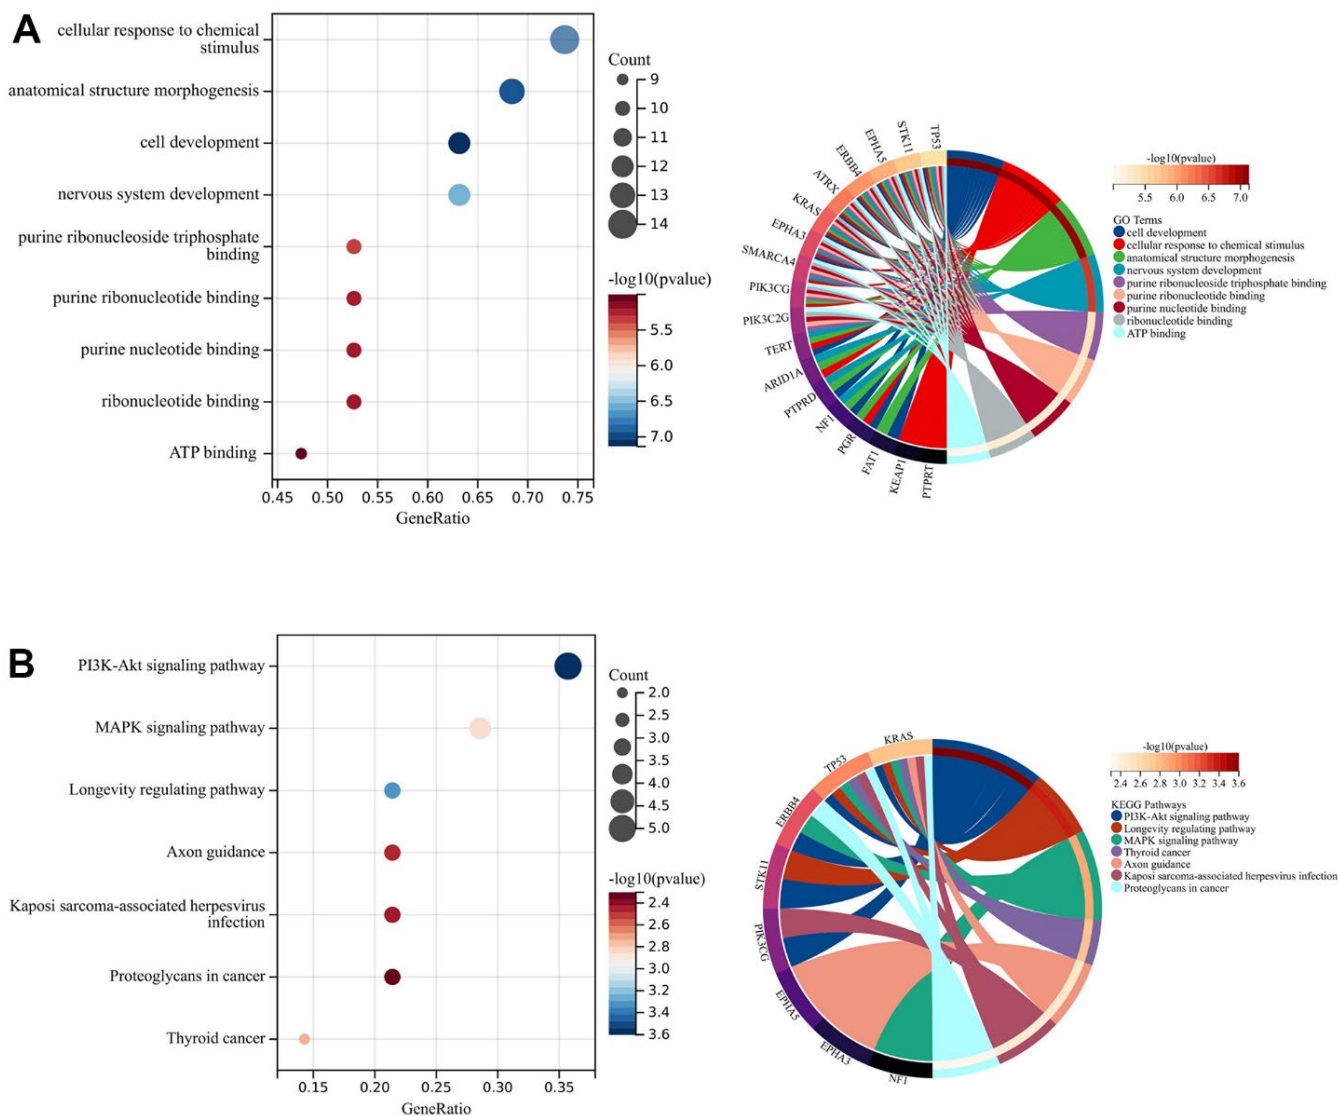 A
cellular response to chemical
stimulus
anatomical structure morphogenesis
cell development
nervous system development
purine ribonucleoside triphosphate
binding
purine ribonucleotide binding
purine nucleotide binding
ribonucleotide binding
ATP binding
0.45 0.50 0.55 0.60 0.65 0.70 0.75
GeneRatio
Count
9
10
11
12
13
14
-log10(pvalue)
5.5
6.0
6.5
7.0
TP53
STK11
EPHA5
ERBB4
ATRX
KRAS
EPHA3
SMARCA4
PIK3CG
PIK3C2G
TERT
ARID1A
PTPRD
NF1
PGR
FAT1
KEAP1
PTPRT
-log10(pvalue)
5.5 6.0 6.5 7.0
GO Terms
cell development
cellular response to chemical stimulus
anatomical structure morphogenesis
nervous system development
purine ribonucleoside triphosphate binding
purine ribonucleotide binding
purine nucleotide binding
ribonucleotide binding
ATP binding
B
PI3K-Akt signaling pathway
MAPK signaling pathway
Longevity regulating pathway
Axon guidance
Kaposi sarcoma-associated herpesvirus
infection
Proteoglycans in cancer
Thyroid cancer
0.15 0.20 0.25 0.30 0.35
GeneRatio
Count
2.0
2.5
3.0
3.5
4.0
4.5
5.0
-log10(pvalue)
2.4
2.6
2.8
3.0
3.2
3.4
3.6
KRAS
TP53
ERBB4
STK11
PIK3CG
EPHA5
EPHA3
NF1
-log10(pvalue)
2.4 2.6 2.8 3.0 3.2 3.4 3.6
KEGG Pathways
PI3K-Akt signaling pathway
Longevity regulating pathway
MAPK signaling pathway
Thyroid cancer
Axon guidance
Kaposi sarcoma-associated herpesvirus infection
Proteoglycans in cancer